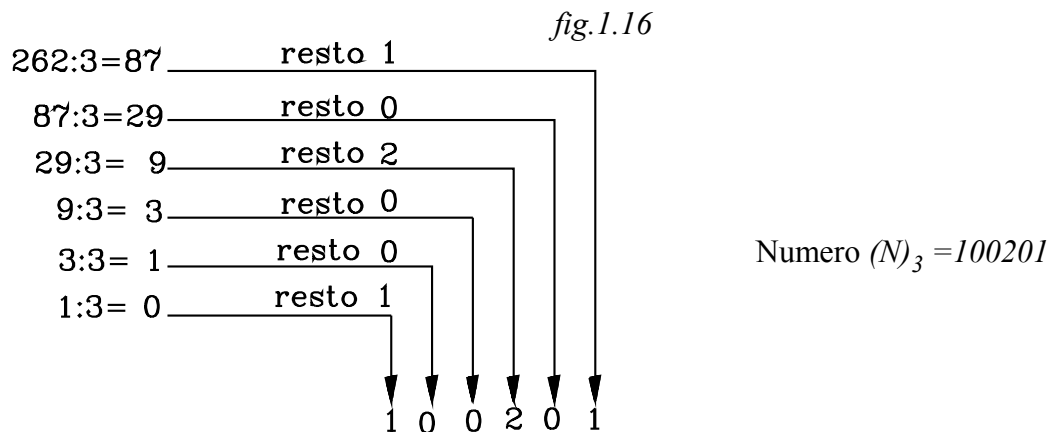 fig.1.16
262:3=87 resto 1
87:3=29 resto 0
29:3= 9 resto 2
9:3= 3 resto 0
3:3= 1 resto 0
1:3= 0 resto 1
Numero (N)3 =100201
1 0 0 2 0 1